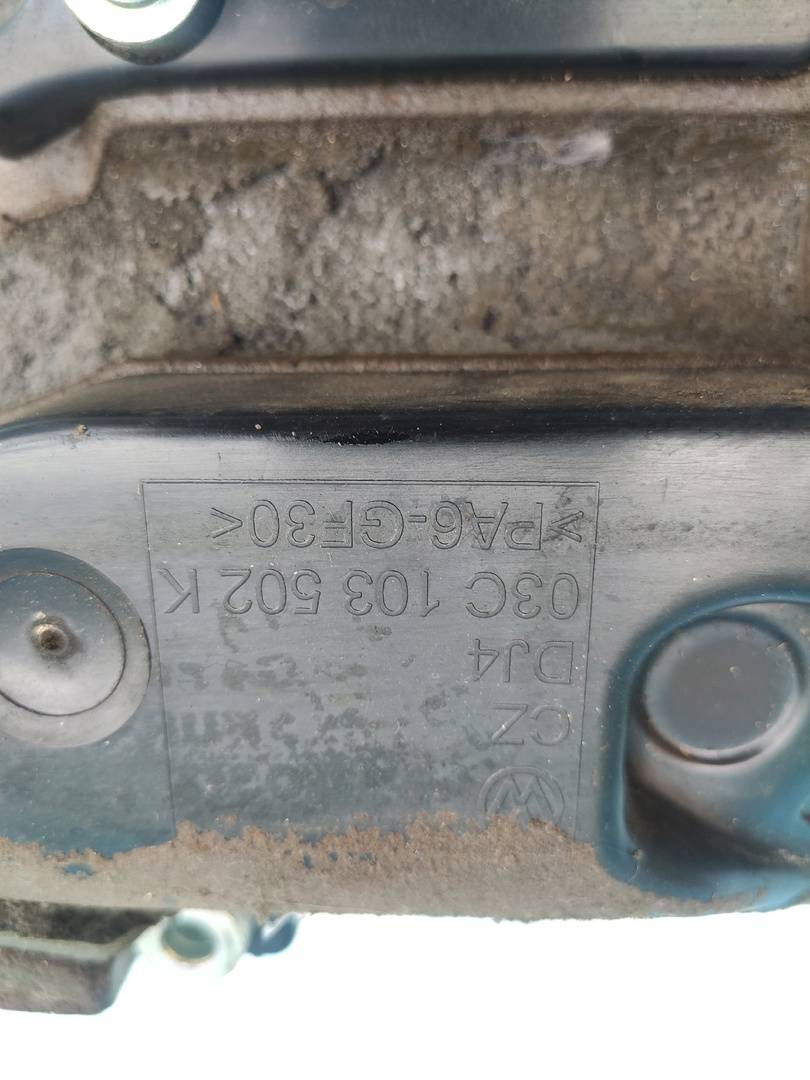 >PA6-GF30<
03C 103 502 K
DJ4
CZ